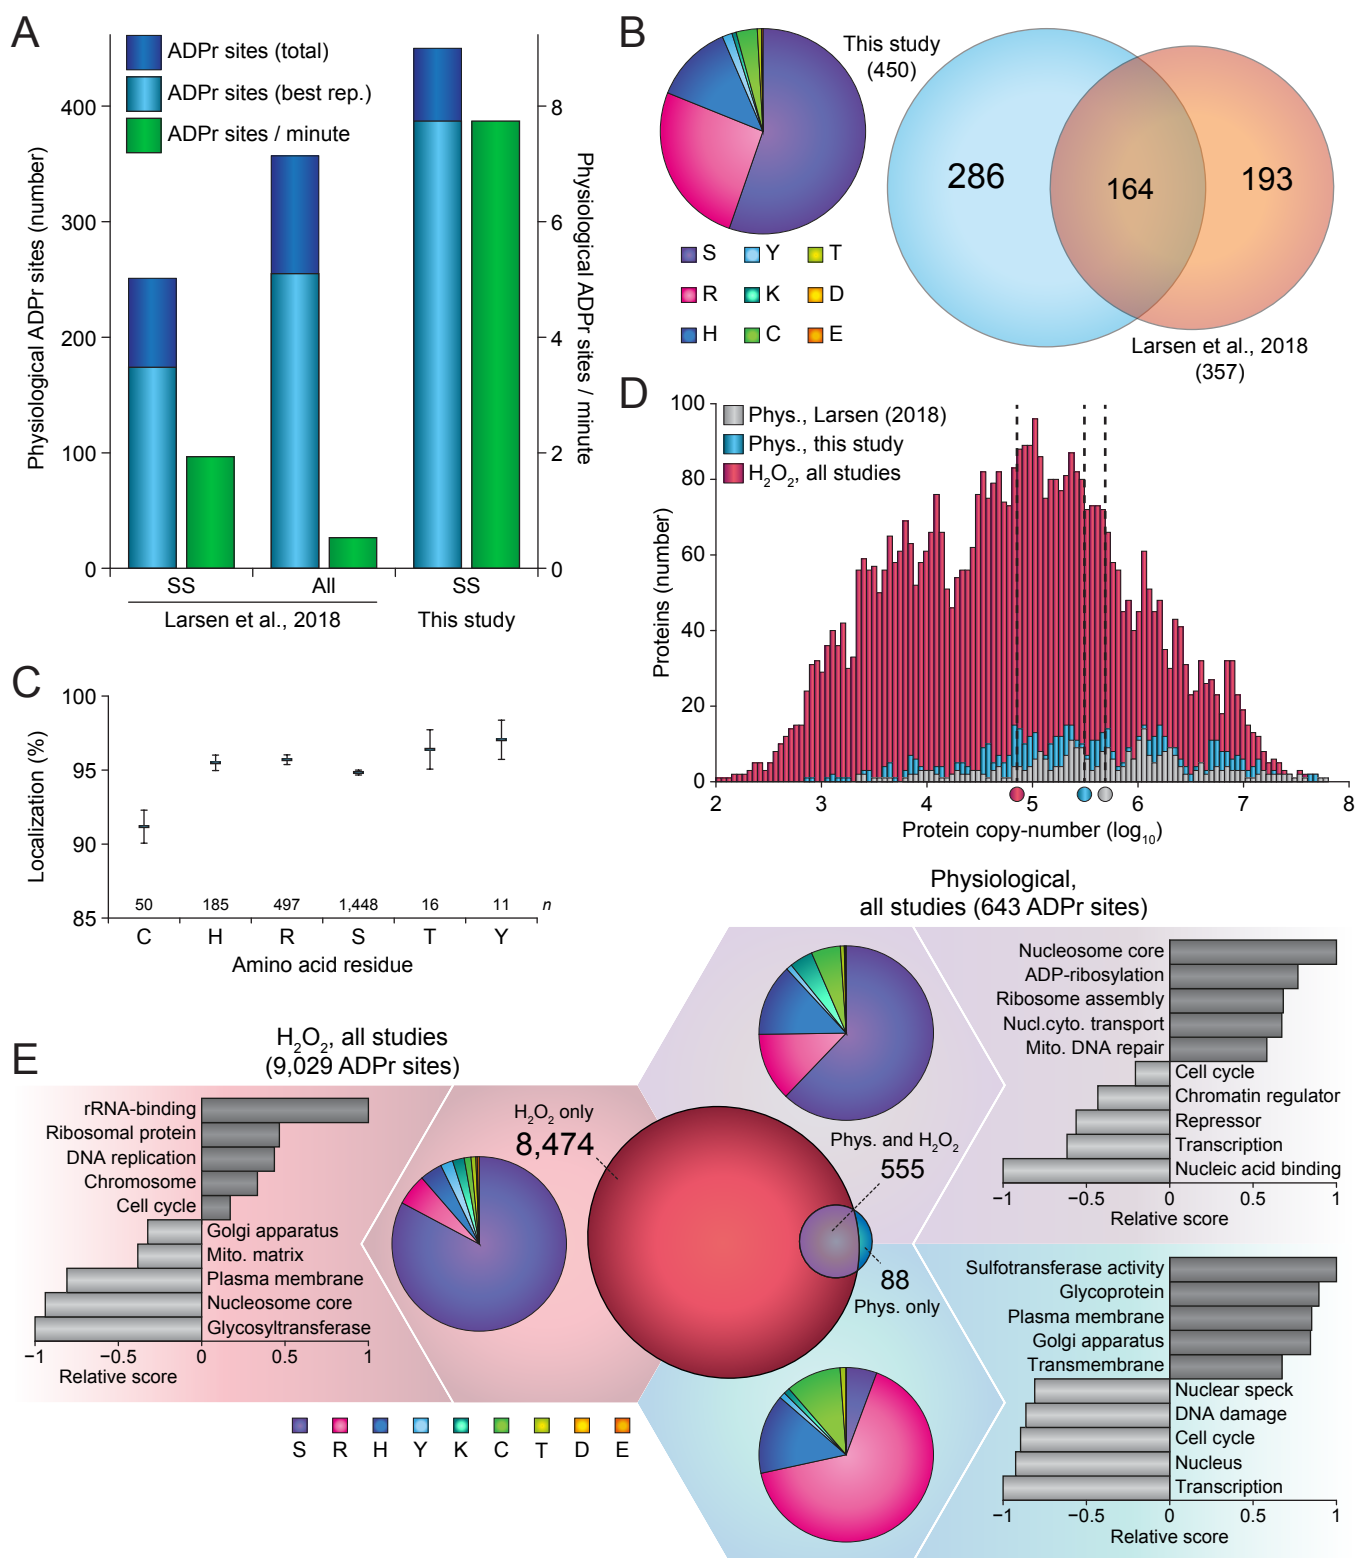 A
ADPr sites (total)
ADPr sites (best rep.)
ADPr sites / minute
Physiological ADPr sites (number)
400
300
200
100
0
8
6
4
2
0
Physiological ADPr sites / minute
SS
All
SS
Larsen et al., 2018
This study
B
This study
(450)
286
164
193
Larsen et al., 2018
(357)
S
Y
T
R
K
D
H
C
E
C
Localization (%)
100
95
90
85
50
185
497
1,448
16
11
n
C
H
R
S
T
Y
Amino acid residue
D
Phys., Larsen (2018)
Phys., this study
H2O2, all studies
Proteins (number)
100
80
60
40
20
0
2
3
4
5
6
7
8
Protein copy-number (log10)
E
H2O2, all studies
(9,029 ADPr sites)
rRNA-binding
Ribosomal protein
DNA replication
Chromosome
Cell cycle
Golgi apparatus
Mito. matrix
Plasma membrane
Nucleosome core
Glycosyltransferase
−1
−0.5
0
0.5
1
Relative score
H2O2 only
8,474
Phys. and H2O2
555
88
Phys. only
Physiological,
all studies (643 ADPr sites)
Nucleosome core
ADP-ribosylation
Ribosome assembly
Nucl.cyto. transport
Mito. DNA repair
Cell cycle
Chromatin regulator
Repressor
Transcription
Nucleic acid binding
−1
−0.5
0
0.5
1
Relative score
Sulfotransferase activity
Glycoprotein
Plasma membrane
Golgi apparatus
Transmembrane
Nuclear speck
DNA damage
Cell cycle
Nucleus
Transcription
−1
−0.5
0
0.5
1
Relative score
S
R
H
Y
K
C
T
D
E